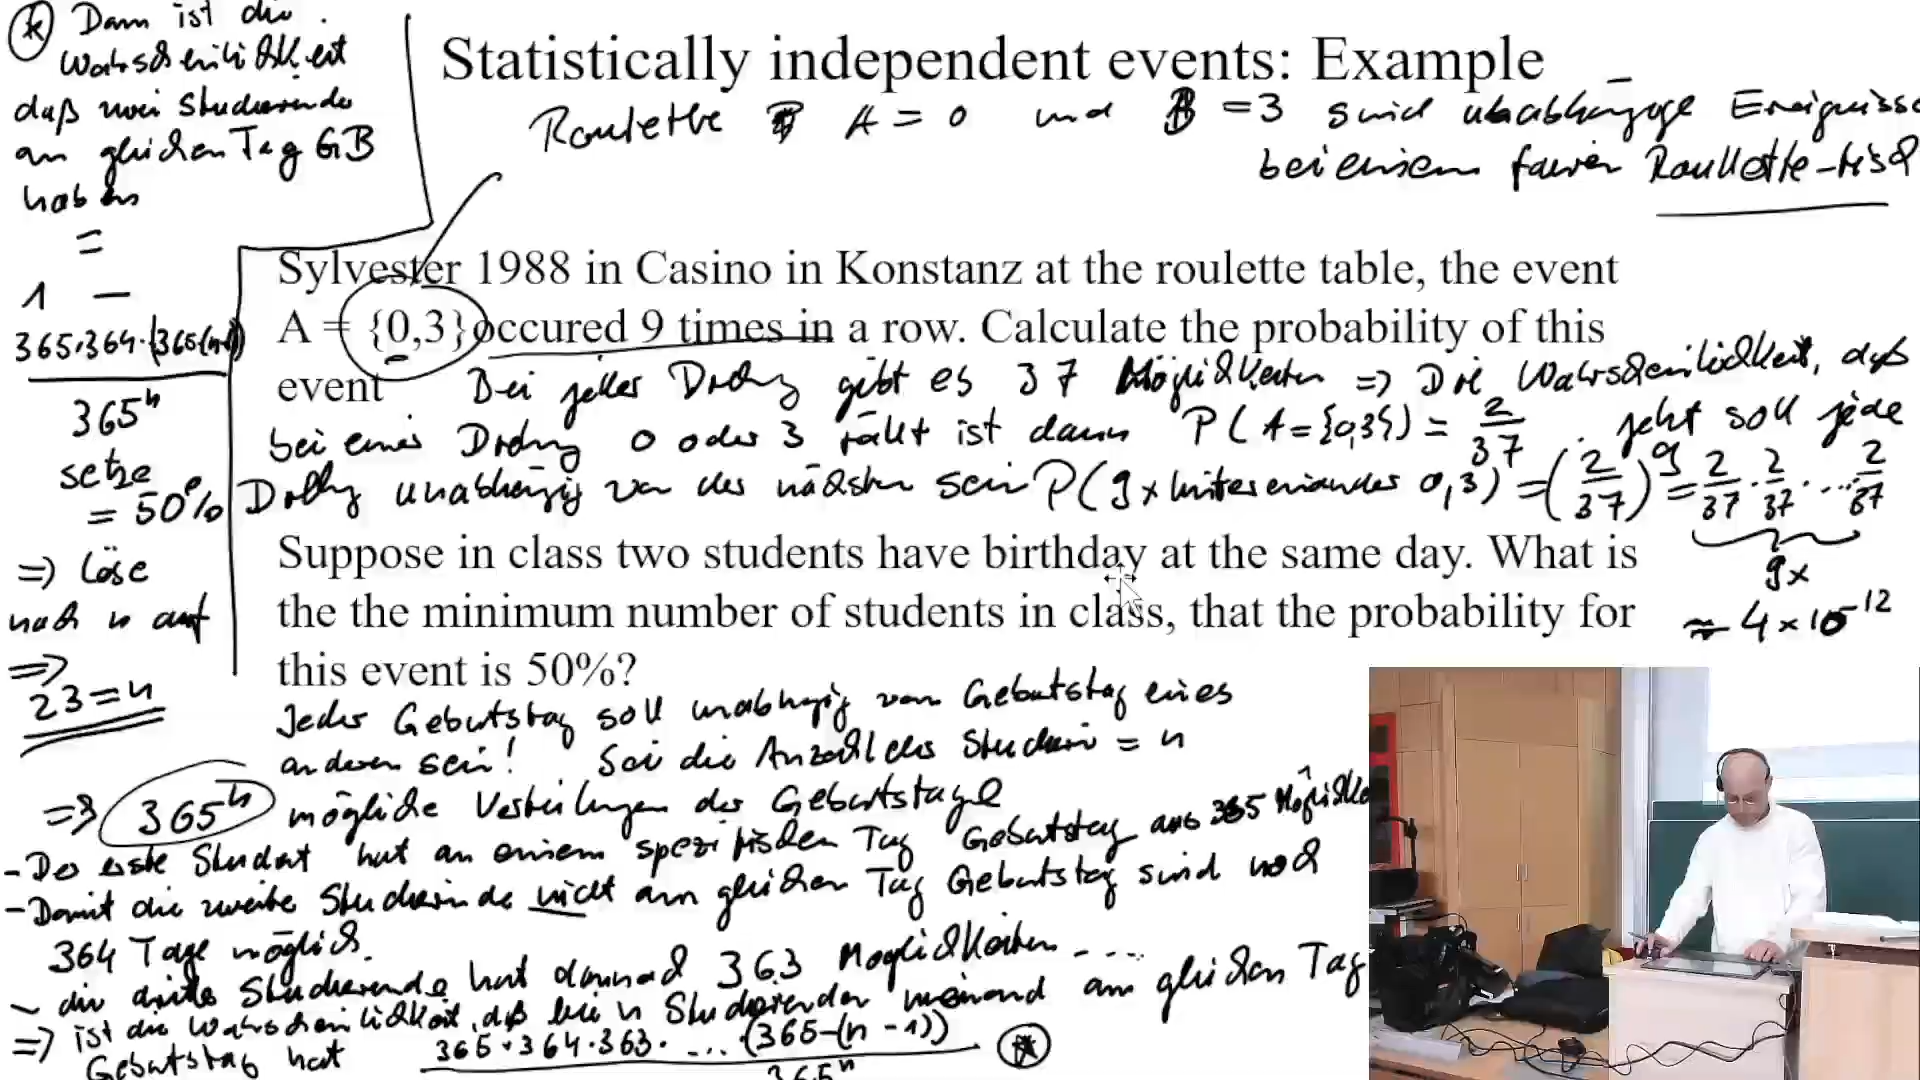 Statistically independent events: Example
Roulette A = 0 und B = 3 sind unabhängige Ereignisse
bei einem fairen Roullette-tisch
Sylvester 1988 in Casino in Konstanz at the roulette table, the event
A = {0,3} occured 9 times in a row. Calculate the probability of this
event Bei jeder Drehung gibt es 37 Möglichkeiten => Die Wahrscheinlichkeit, daß
bei einer Drehung 0 oder 3 fällt ist dann P(A={0,3}) = 2/37 . jetzt soll jede
Drehung unabhängig von der nächsten sein P(9x hintereinander 0,3) = (2/37)^9 = 2/37 · 2/37 · ... 2/37
9x
≈ 4 × 10^-12
Suppose in class two students have birthday at the same day. What is
the the minimum number of students in class, that the probability for
this event is 50%?
Jeder Geburtstag soll unabhängig vom Geburtstag eines
anderen sein! Sei die Anzahl der Studier = n
=> 365^n mögliche Verteilungen der Geburtstage
- Der erste Student hat an einem spezifischen Tag Geburtstag aus 365 Möglichke
- Damit die zweite Studierende nicht am gleichen Tag Geburtstag sind noch
364 Tage möglich.
- die dritte Studierende hat demnach 363 Möglichkeiten ....
=> ist die Wahrscheinlichkeit, daß bei n Studierenden niemand am gleichen Tag
Geburtstag hat 365·364·363· ... (365-(n-1)) (*)
365^n
(*) Dann ist die
Wahrscheinlichkeit
daß zwei Studierende
am gleichen Tag GB
haben
=
1 -
365·364·(365-(n-1))
365^n
setze
= 50%
=> löse
nach n auf
=>
23 = n